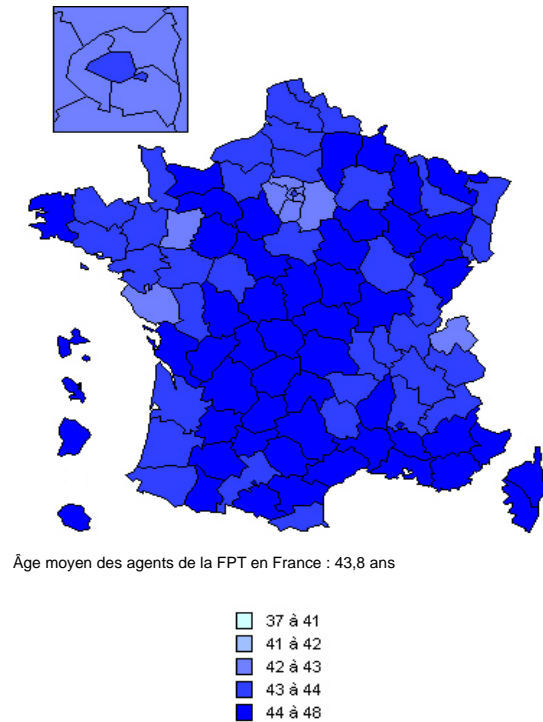 Âge moyen des agents de la FPT en France : 43,8 ans
37 à 41
41 à 42
42 à 43
43 à 44
44 à 48